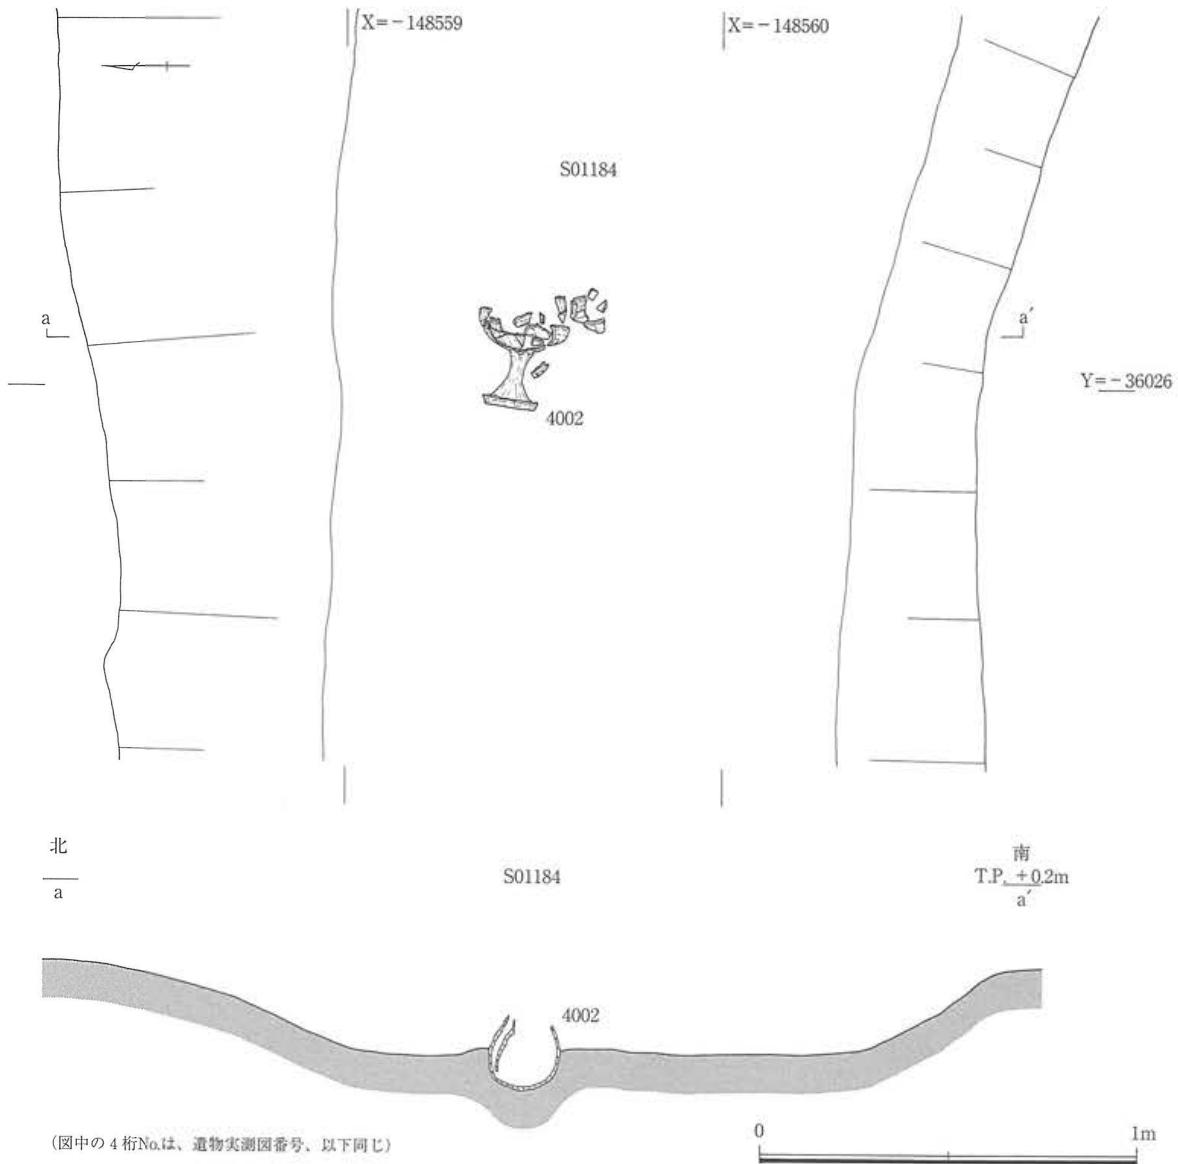 X=-148559
X=-148560
S01184
a
a′
Y=-36026
4002
北
S01184
南
T.P. +0.2m
a
a′
4002
(図中の4桁No.は、遺物実測図番号、以下同じ)
0
1m